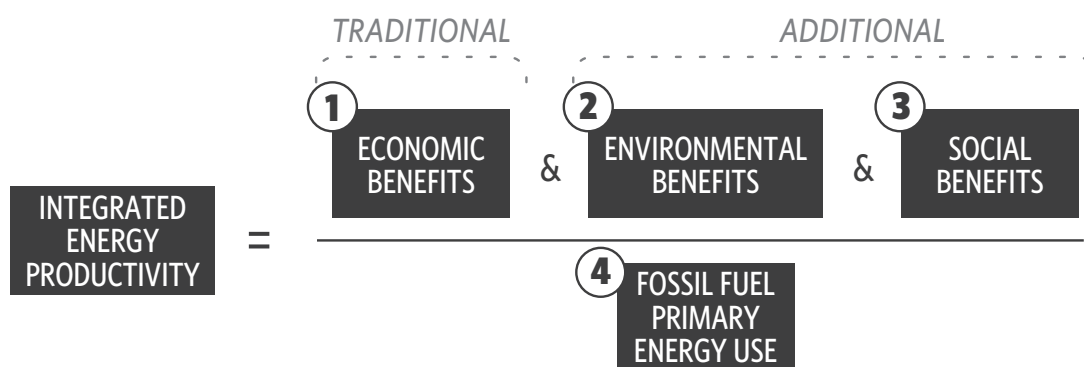 TRADITIONAL
ADDITIONAL
1
ECONOMIC
BENEFITS
&
2
ENVIRONMENTAL
BENEFITS
&
3
SOCIAL
BENEFITS
INTEGRATED
ENERGY
PRODUCTIVITY
=
4
FOSSIL FUEL
PRIMARY
ENERGY USE